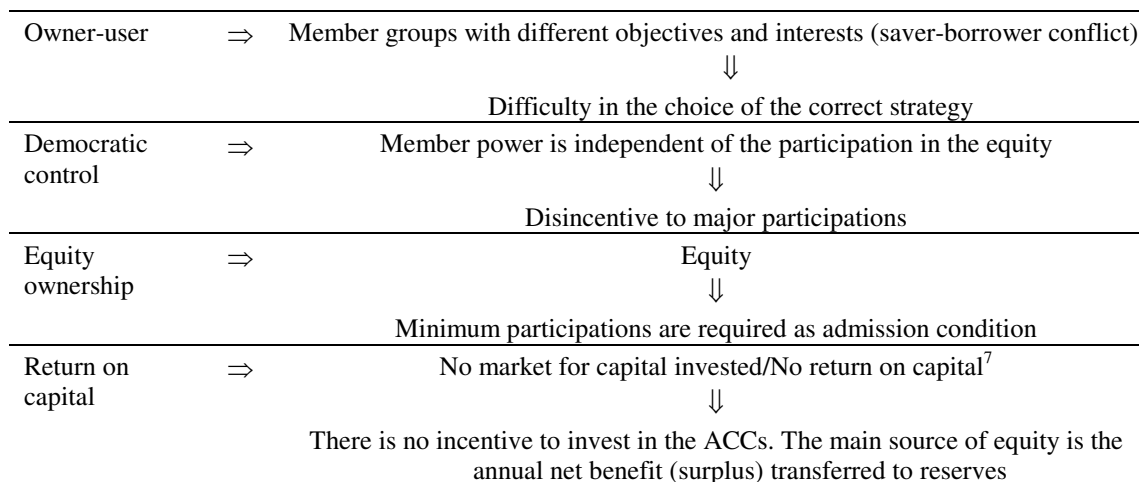 Owner-user ⇒ Member groups with different objectives and interests (saver-borrower conflict)
⇓
Difficulty in the choice of the correct strategy
Democratic control ⇒ Member power is independent of the participation in the equity
⇓
Disincentive to major participations
Equity ownership ⇒ Equity
⇓
Minimum participations are required as admission condition
Return on capital ⇒ No market for capital invested/No return on capital⁷
⇓
There is no incentive to invest in the ACCs. The main source of equity is the
annual net benefit (surplus) transferred to reserves